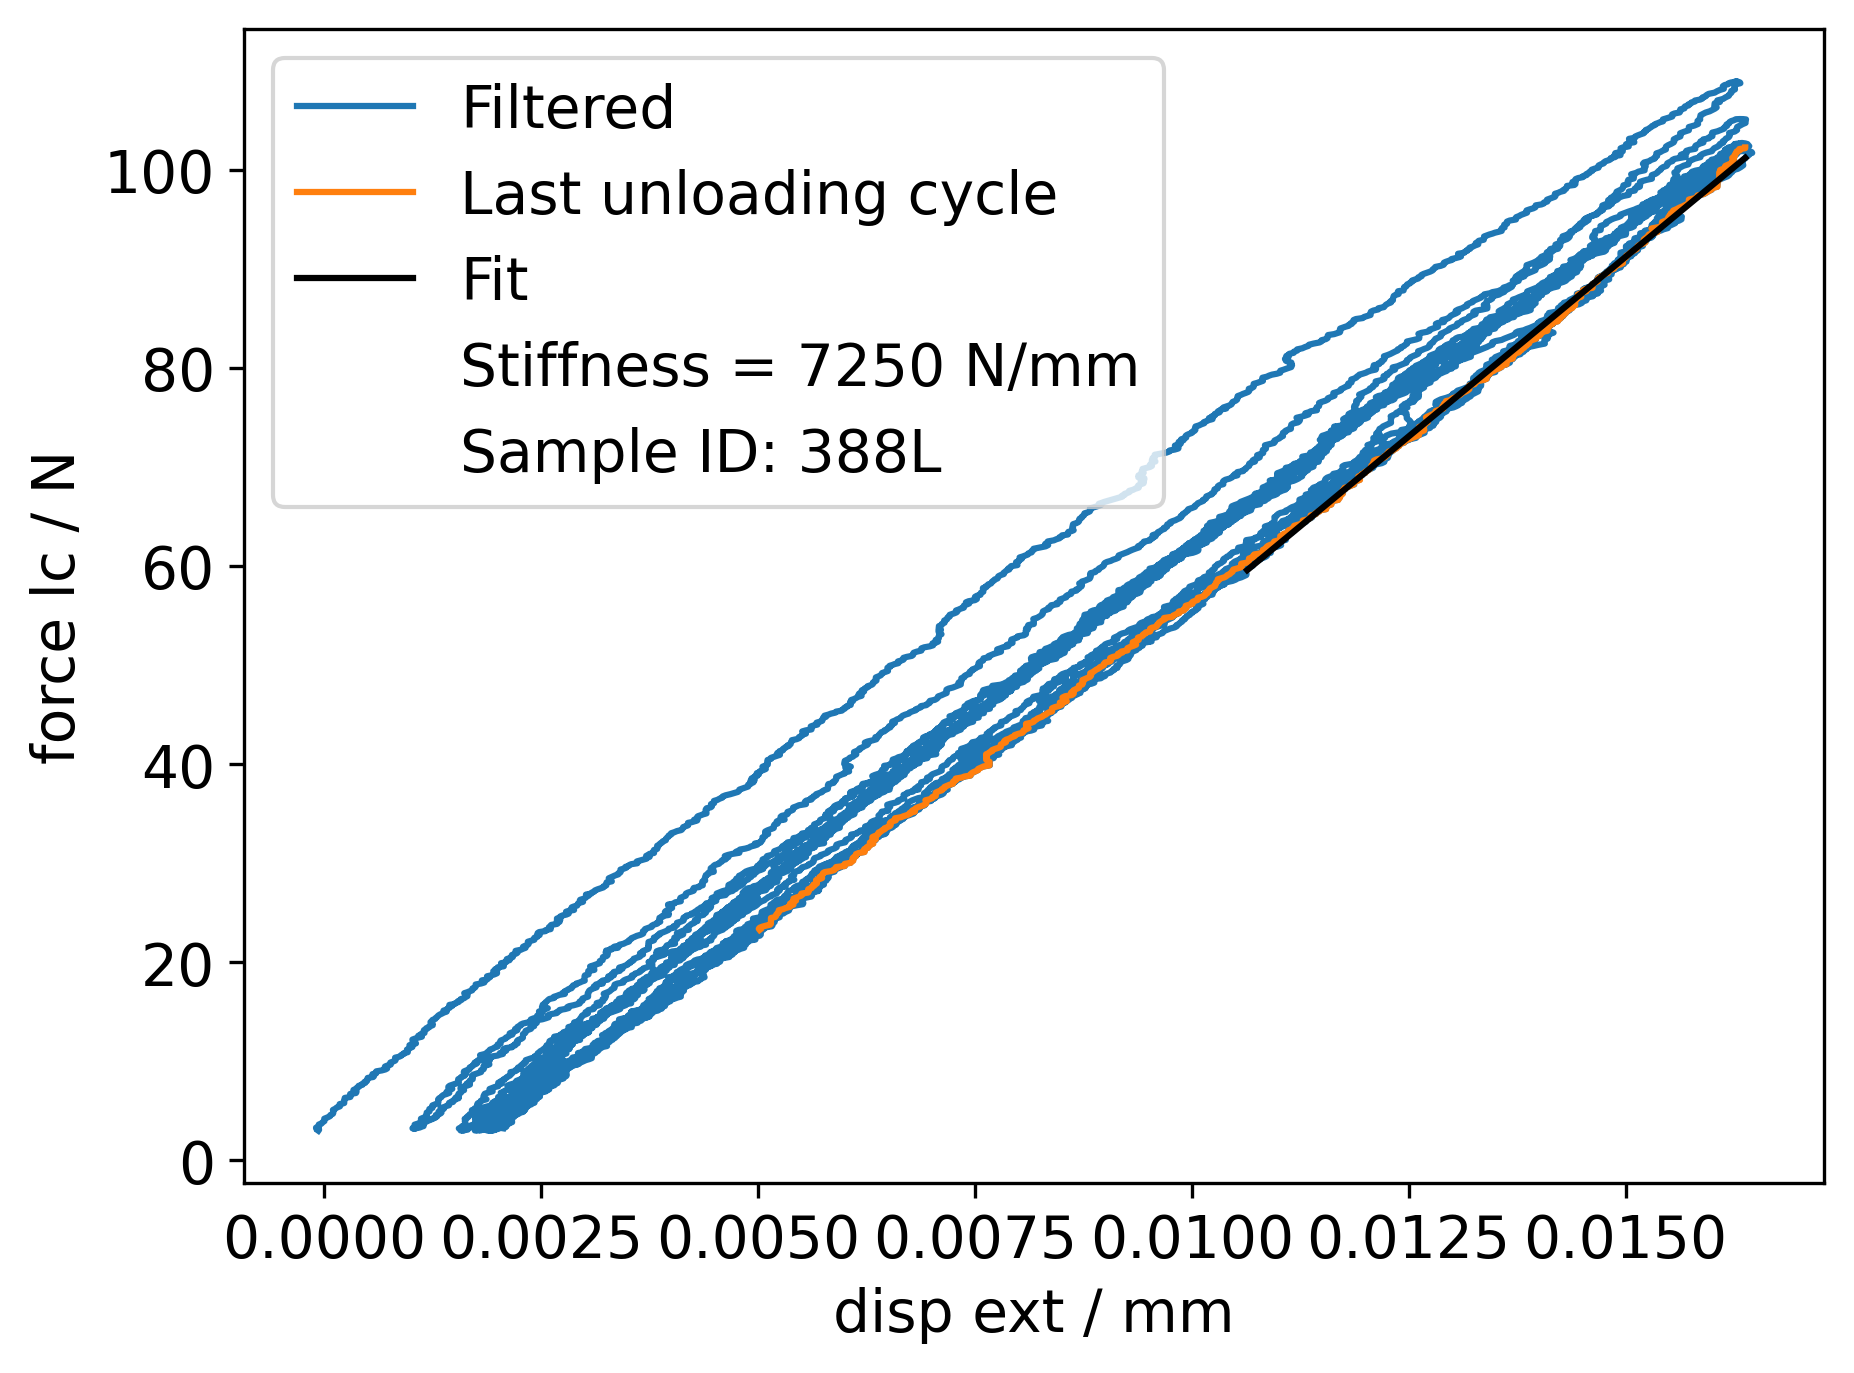 Filtered
Last unloading cycle
Fit
Stiffness = 7250 N/mm
Sample ID: 388L
100
80
60
40
20
0
force lc / N
0.0000 0.0025 0.0050 0.0075 0.0100 0.0125 0.0150
disp ext / mm